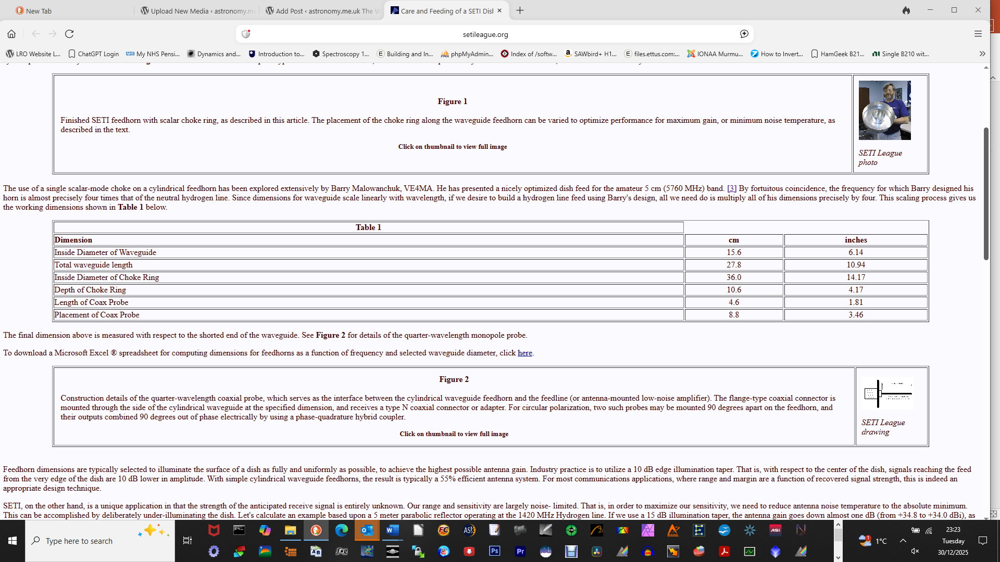 New Tab
Upload New Media ‹ astronomy.me
Add Post ‹ astronomy.me.uk The W
Care and Feeding of a SETI Disl
setileague.org
LRO Website L...
ChatGPT Login
NHS My NHS Pensi...
Dynamics and...
Introduction to...
Spectroscopy 1...
E Building and In...
PMA phpMyAdmin...
Index of /softw...
a SAWbird+ H1...
E files.ettus.com:...
IONAA Murmu...
How to Invert...
HamGeek B21...
Single B210 wit...
Figure 1
Finished SETI feedhorn with scalar choke ring, as described in this article. The placement of the choke ring along the waveguide feedhorn can be varied to optimize performance for maximum gain, or minimum noise temperature, as
described in the text.
Click on thumbnail to view full image
SETI League
photo
The use of a single scalar-mode choke on a cylindrical feedhorn has been explored extensively by Barry Malowanchuk, VE4MA. He has presented a nicely optimized dish feed for the amateur 5 cm (5760 MHz) band. [3] By fortuitous coincidence, the frequency for which Barry designed his
horn is almost precisely four times that of the neutral hydrogen line. Since dimensions for waveguide scale linearly with wavelength, if we desire to build a hydrogen line feed using Barry's design, all we need do is multiply all of his dimensions precisely by four. This scaling process gives us
the working dimensions shown in Table 1 below.
Table 1
Dimension cm inches
Inside Diameter of Waveguide 15.6 6.14
Total waveguide length 27.8 10.94
Inside Diameter of Choke Ring 36.0 14.17
Depth of Choke Ring 10.6 4.17
Length of Coax Probe 4.6 1.81
Placement of Coax Probe 8.8 3.46
The final dimension above is measured with respect to the shorted end of the waveguide. See Figure 2 for details of the quarter-wavelength monopole probe.
To download a Microsoft Excel ® spreadsheet for computing dimensions for feedhorns as a function of frequency and selected waveguide diameter, click here.
Figure 2
Construction details of the quarter-wavelength coaxial probe, which serves as the interface between the cylindrical waveguide feedhorn and the feedline (or antenna-mounted low-noise amplifier). The flange-type coaxial connector is
mounted through the side of the cylindrical waveguide at the specified dimension, and receives a type N coaxial connector or adapter. For circular polarization, two such probes may be mounted 90 degrees apart on the feedhorn, and
their outputs combined 90 degrees out of phase electrically by using a phase-quadrature hybrid coupler.
Click on thumbnail to view full image
SETI League
drawing
Feedhorn dimensions are typically selected to illuminate the surface of a dish as fully and uniformly as possible, to achieve the highest possible antenna gain. Industry practice is to utilize a 10 dB edge illumination taper. That is, with respect to the center of the dish, signals reaching the feed
from the very edge of the dish are 10 dB lower in amplitude. With simple cylindrical waveguide feedhorns, the result is typically a 55% efficient antenna system. For most communications applications, where range and margin are a function of recovered signal strength, this is indeed an
appropriate design technique.
SETI, on the other hand, is a unique application in that the strength of the anticipated receive signal is entirely unknown. Our range and sensitivity are largely noise- limited. That is, in order to maximize our sensitivity, we need to reduce antenna noise temperature to the absolute minimum.
This can be accomplished by deliberately under-illuminating the dish. Let's calculate an example based upon a 5 meter parabolic reflector operating at the 1420 MHz Hydrogen line. If we use a 15 dB illumination taper, the antenna gain goes down almost one dB (from +34.8 to +34.0 dBi), as
Type here to search
AS!3
ASI
Ps
Pr
1
1°C
23:23
Tuesday
30/12/2025